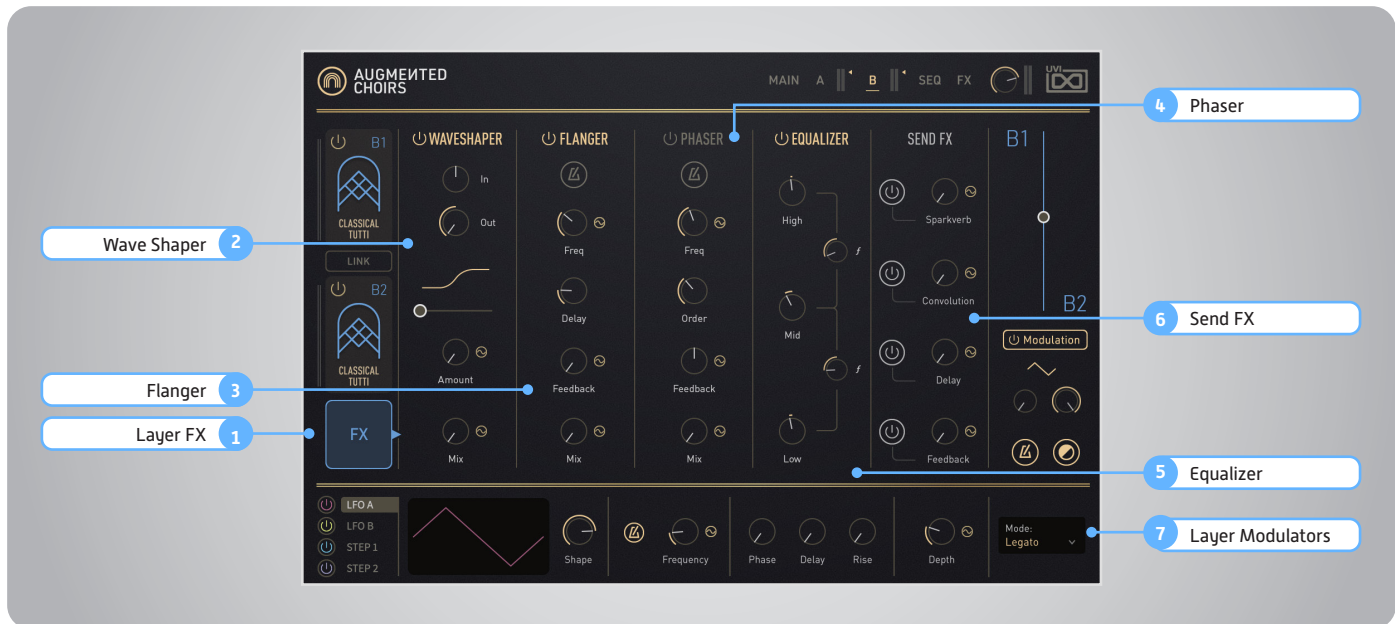 AUGMEИTED
CHOIRS
MAIN A B SEQ FX
UVI
4 Phaser
B1
WAVESHAPER
FLANGER
PHASER
EQUALIZER
SEND FX
B1
In
Out
High
Sparkverb
CLASSICAL
TUTTI
Wave Shaper 2
Freq
Freq
f
LINK
B2
Convolution
B2
Delay
Order
6 Send FX
Mid
Modulation
CLASSICAL
TUTTI
f
Amount
Feedback
Feedback
Delay
Flanger 3
Layer FX 1
FX
Mix
Mix
Mix
Low
Feedback
5 Equalizer
LFO A
LFO B
STEP 1
STEP 2
Shape
Frequency
Phase
Delay
Rise
Depth
Mode:
Legato
7 Layer Modulators